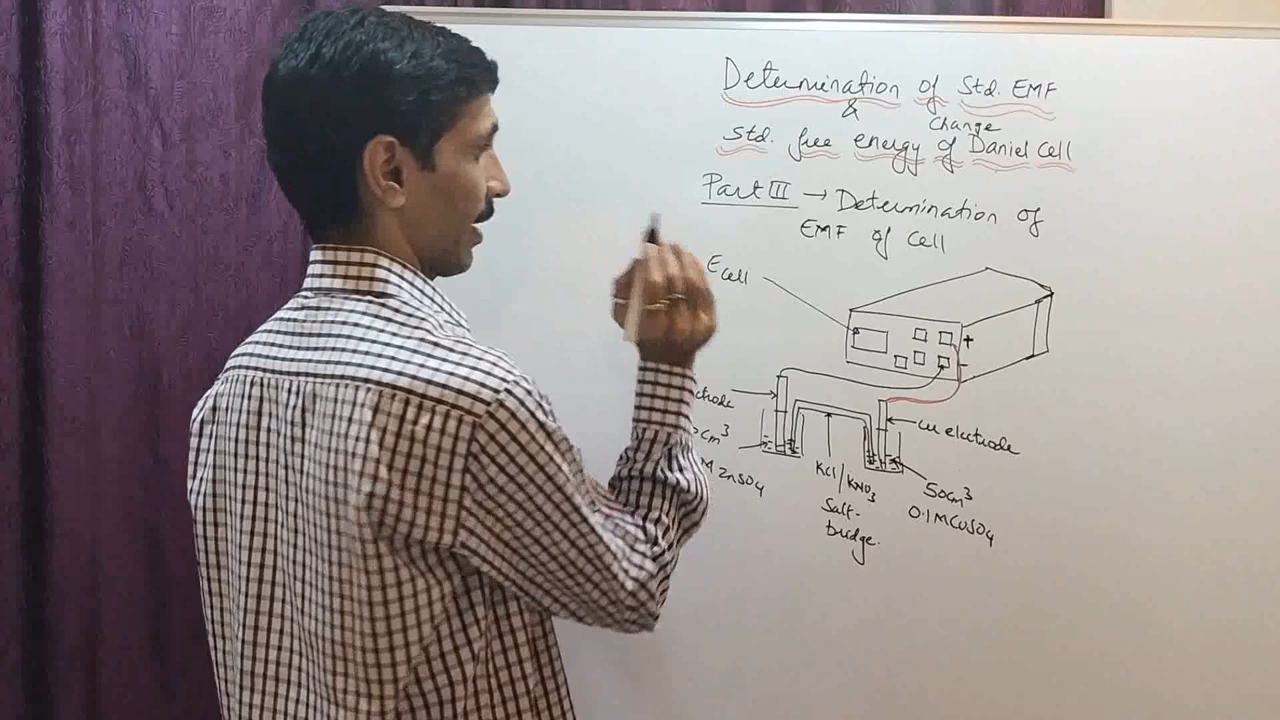 Determination of Std. EMF
&
Change
Std. free energy of Daniel Cell
Part III → Determination of
EMF of Cell
Ecell
+
-
chode
cm³
M ZnSO4
KCl/KNO3
Salt-
bridge.
Cu electrode
50cm³
0.1M CuSO4